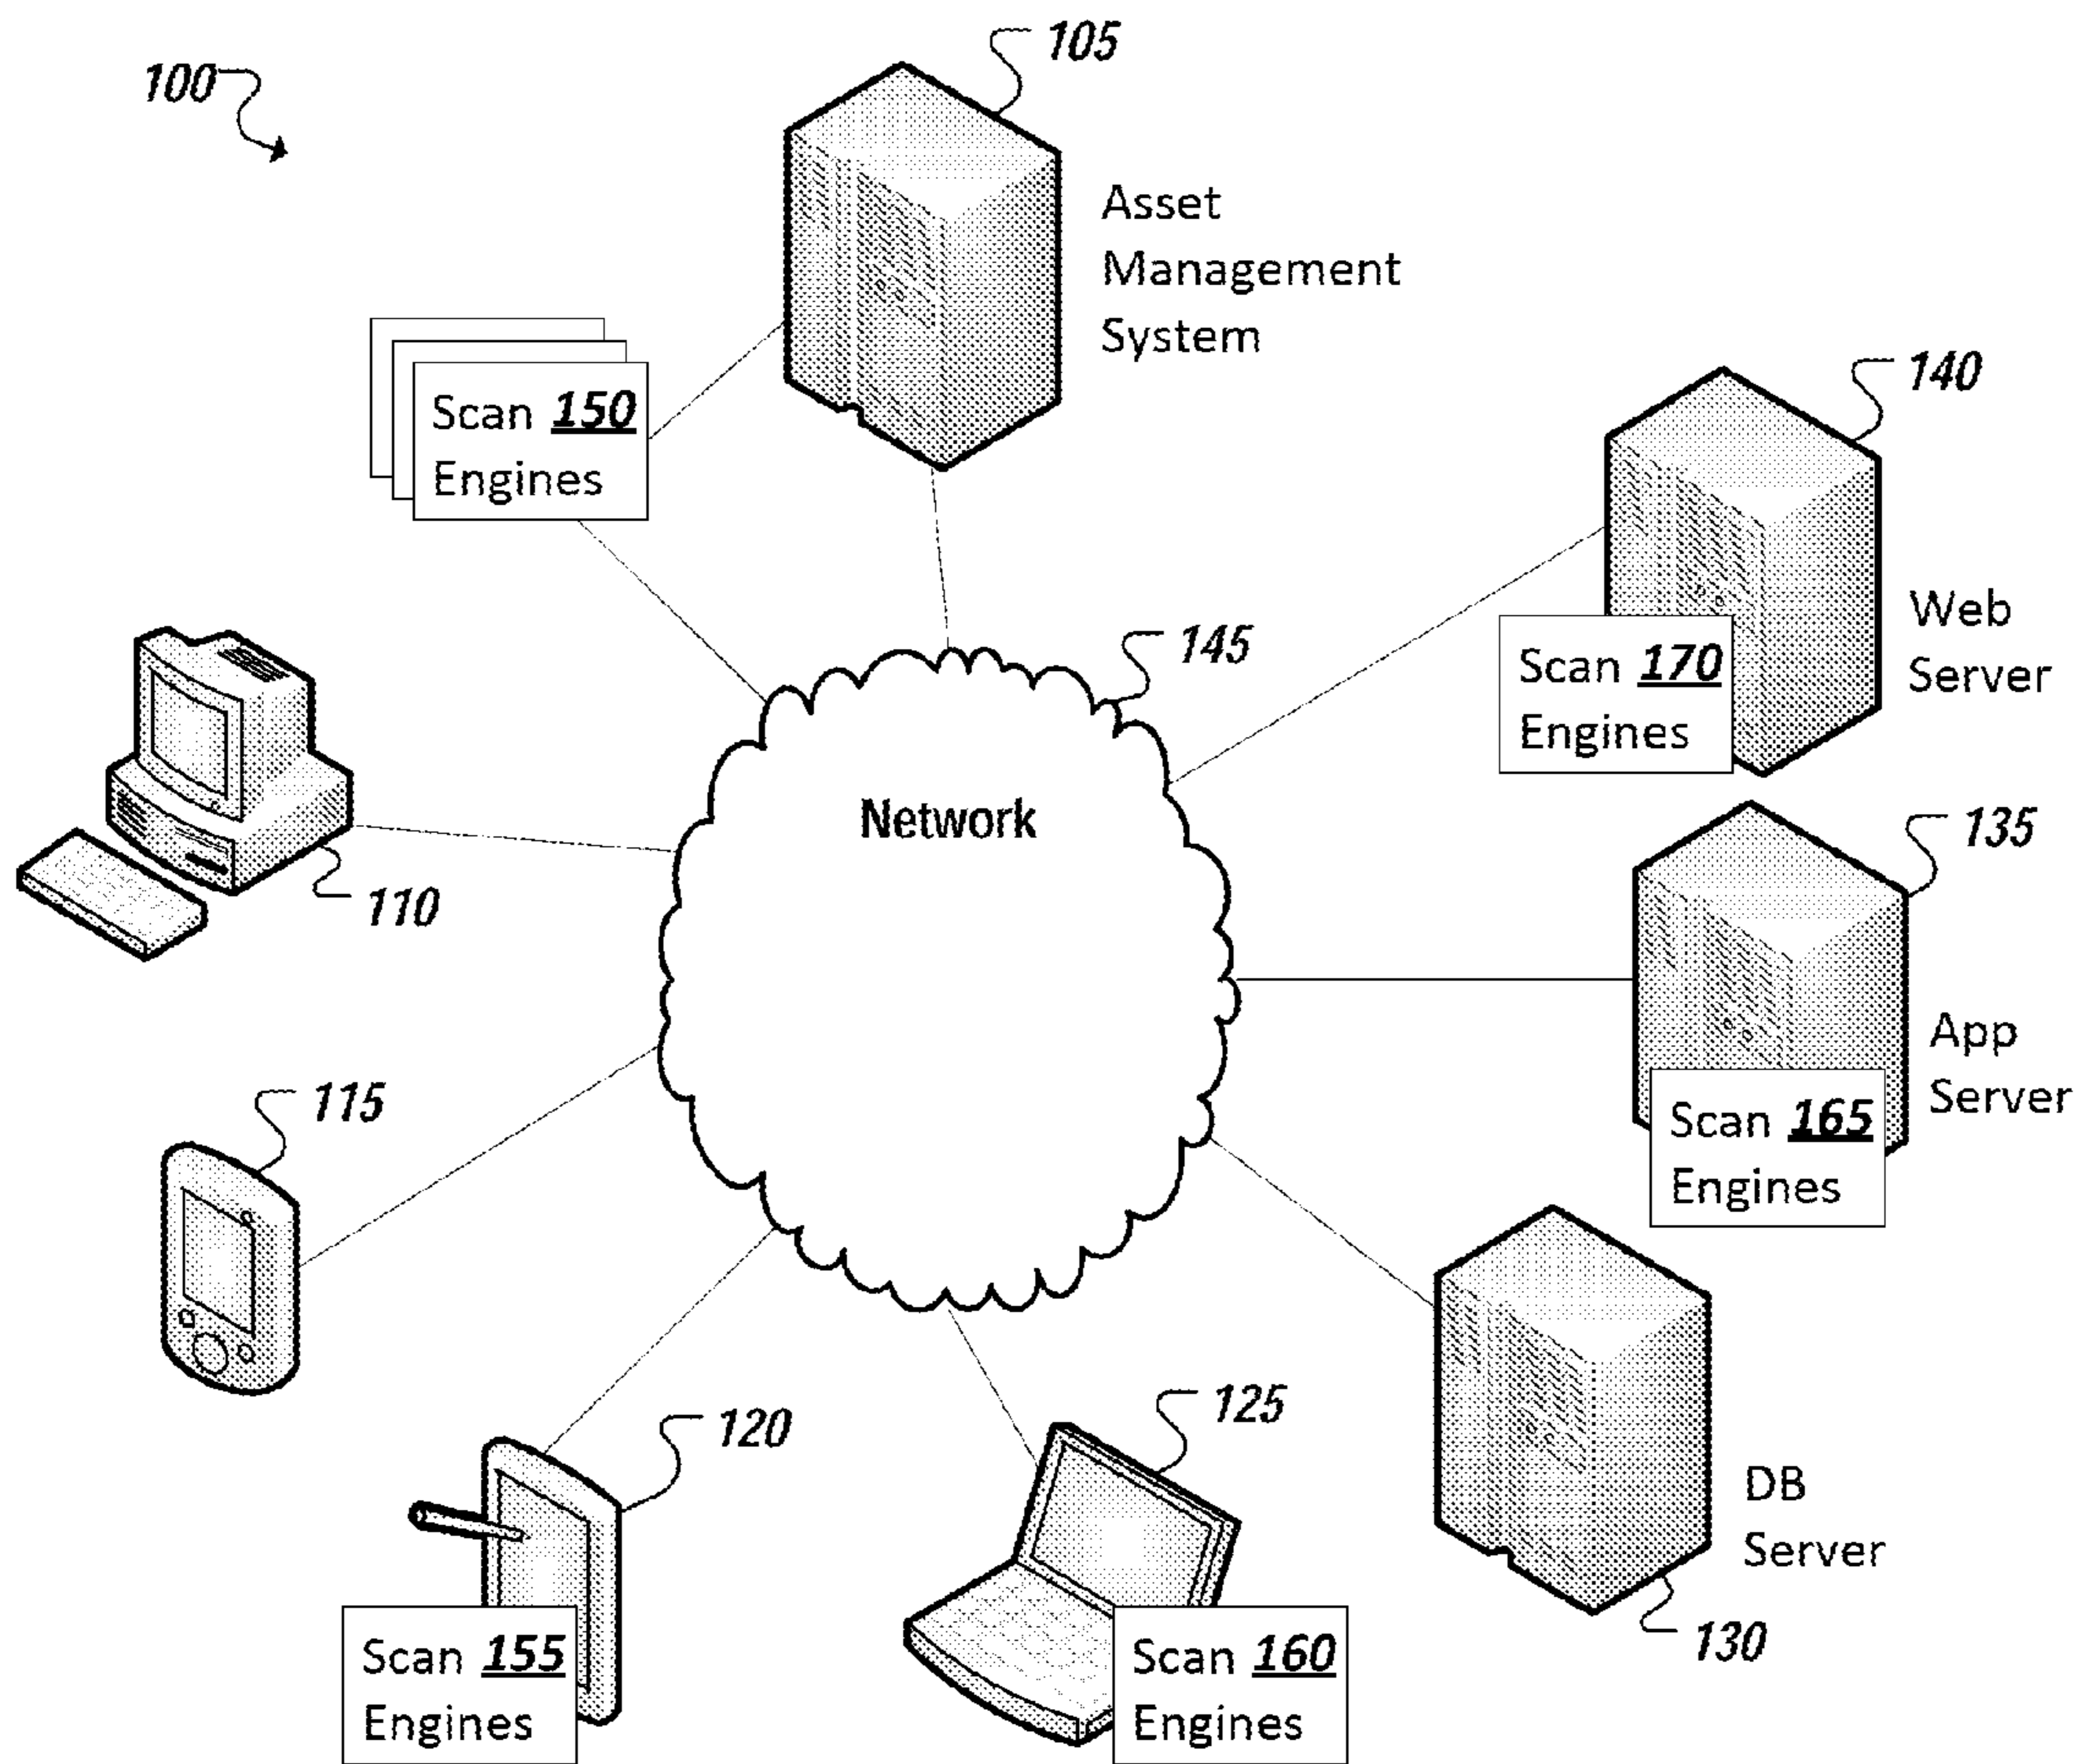 100
105
Asset
Management
System
Scan 150
Engines
140
Web
Server
Scan 170
Engines
145
Network
110
135
App
Server
Scan 165
Engines
115
120
125
DB
Server
130
Scan 155
Engines
Scan 160
Engines